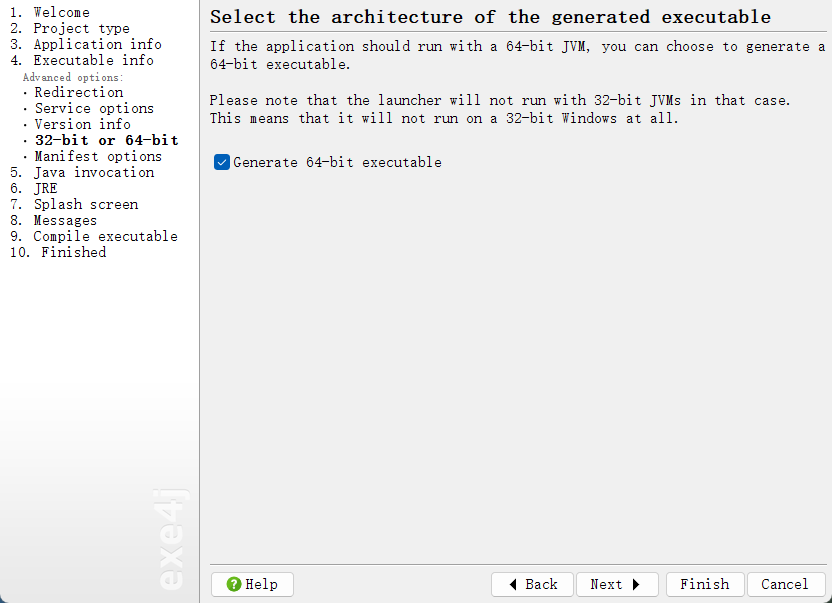 1. Welcome
2. Project type
3. Application info
4. Executable info
Advanced options:
· Redirection
· Service options
· Version info
· 32-bit or 64-bit
· Manifest options
5. Java invocation
6. JRE
7. Splash screen
8. Messages
9. Compile executable
10. Finished
exe4j
Select the architecture of the generated executable
If the application should run with a 64-bit JVM, you can choose to generate a
64-bit executable.
Please note that the launcher will not run with 32-bit JVMs in that case.
This means that it will not run on a 32-bit Windows at all.
Generate 64-bit executable
? Help
Back
Next
Finish
Cancel